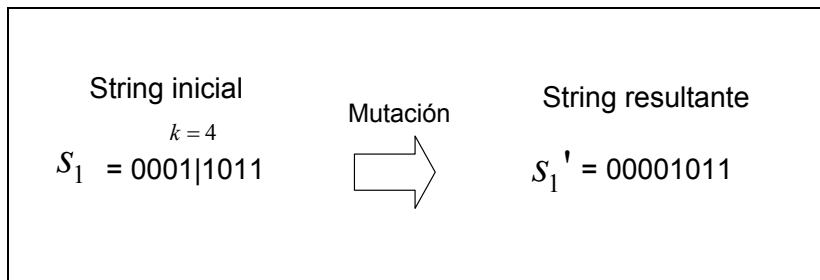 String inicial
k = 4
S₁ = 0001|1011
Mutación
String resultante
S₁' = 00001011